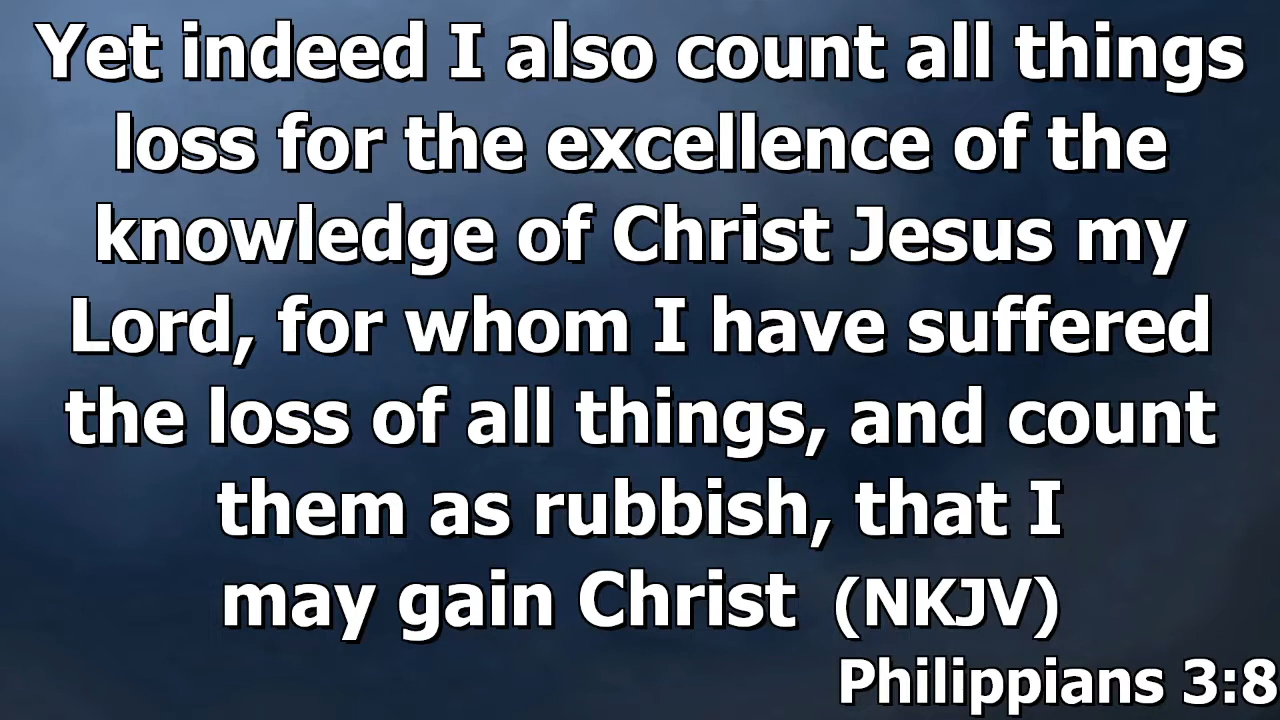 Yet indeed I also count all things
loss for the excellence of the
knowledge of Christ Jesus my
Lord, for whom I have suffered
the loss of all things, and count
them as rubbish, that I
may gain Christ (NKJV)
Philippians 3:8